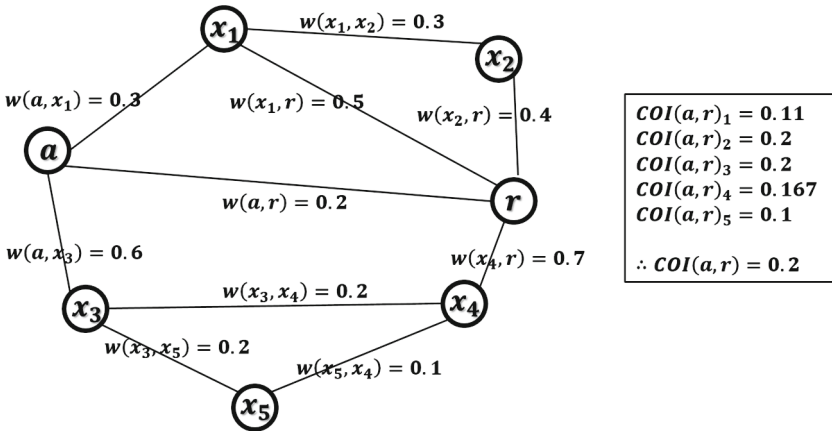 x₁
w(x₁, x₂) = 0.3
x₂
w(a, x₁) = 0.3
w(x₁, r) = 0.5
w(x₂, r) = 0.4
a
w(a, r) = 0.2
r
w(a, x₃) = 0.6
w(x₄, r) = 0.7
x₃
w(x₃, x₄) = 0.2
x₄
w(x₃, x₅) = 0.2
w(x₅, x₄) = 0.1
x₅
COI(a, r)₁ = 0.11
COI(a, r)₂ = 0.2
COI(a, r)₃ = 0.2
COI(a, r)₄ = 0.167
COI(a, r)₅ = 0.1
∴ COI(a, r) = 0.2